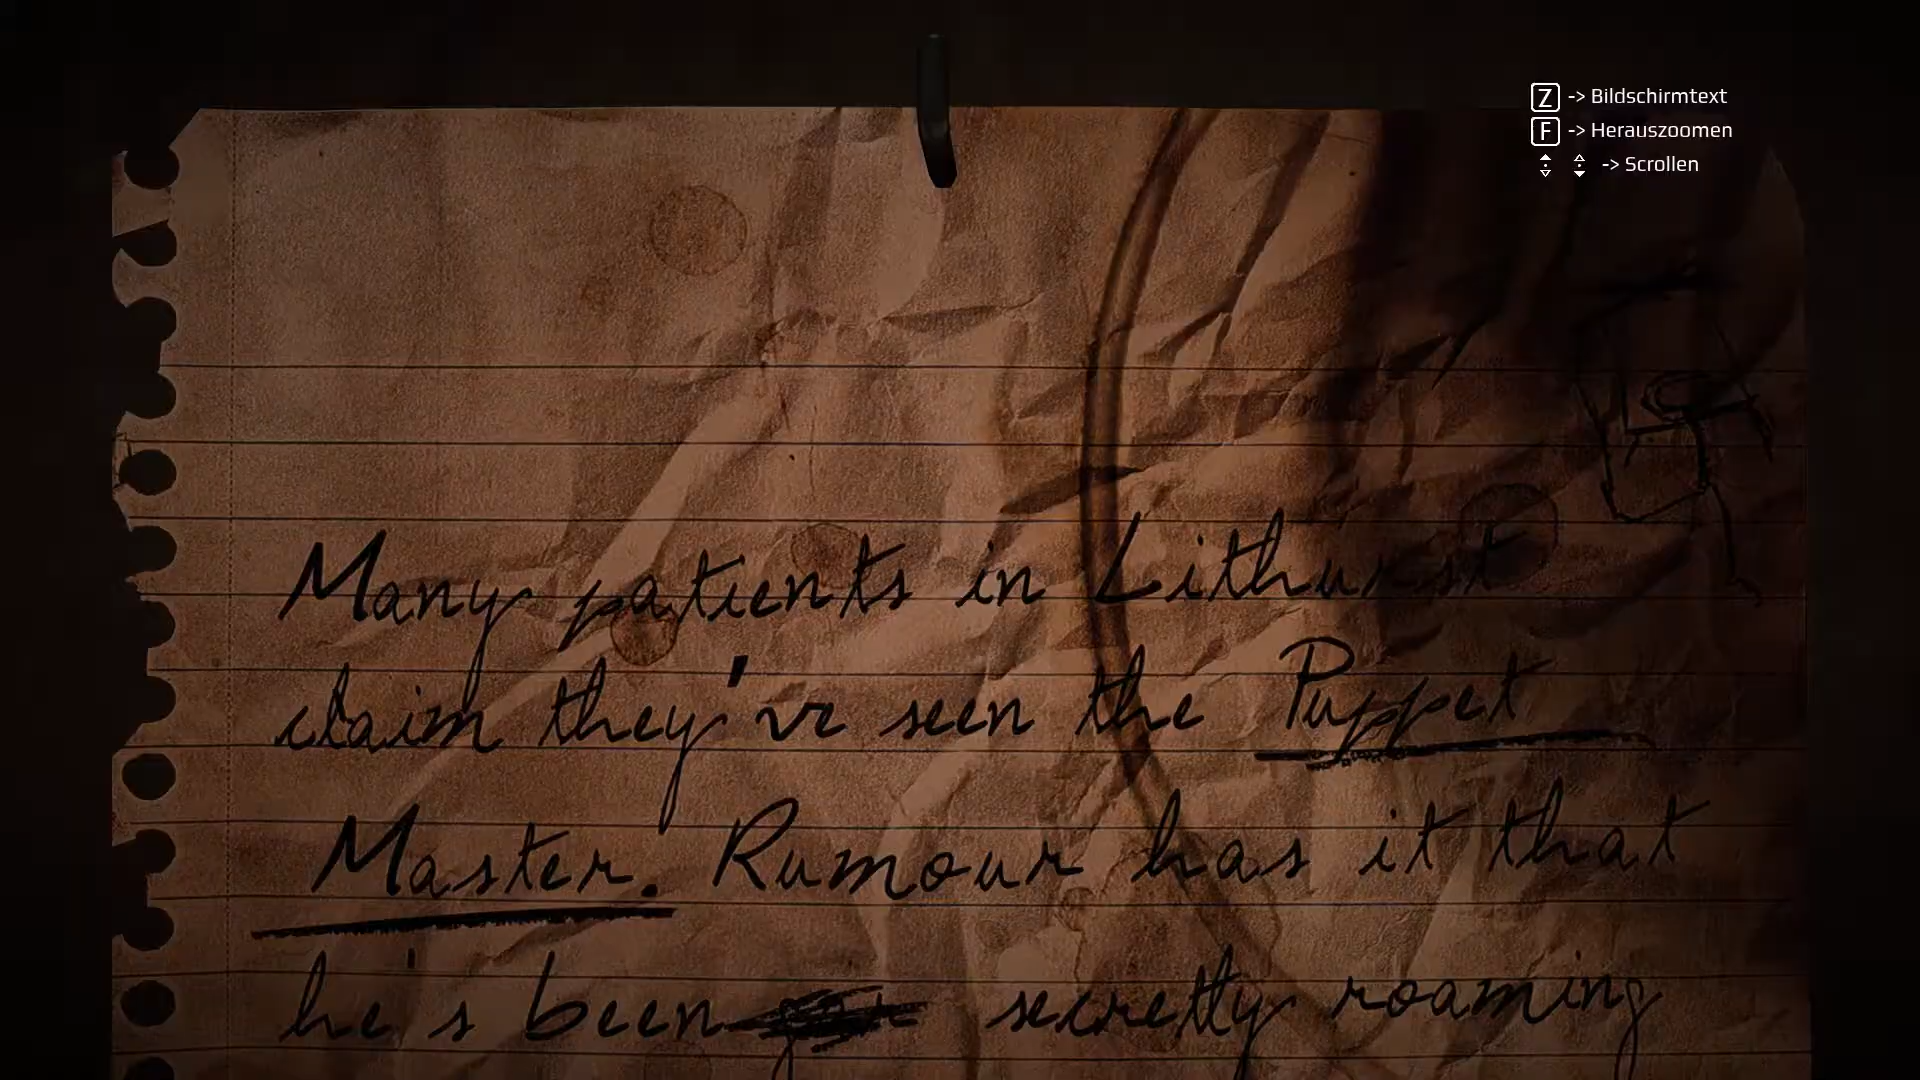 Z -> Bildschirmtext
F -> Herauszoomen
-> Scrollen
Many patients in Lithurst
claim they've seen the Puppet
Master. Rumour has it that
he's been secretly roaming